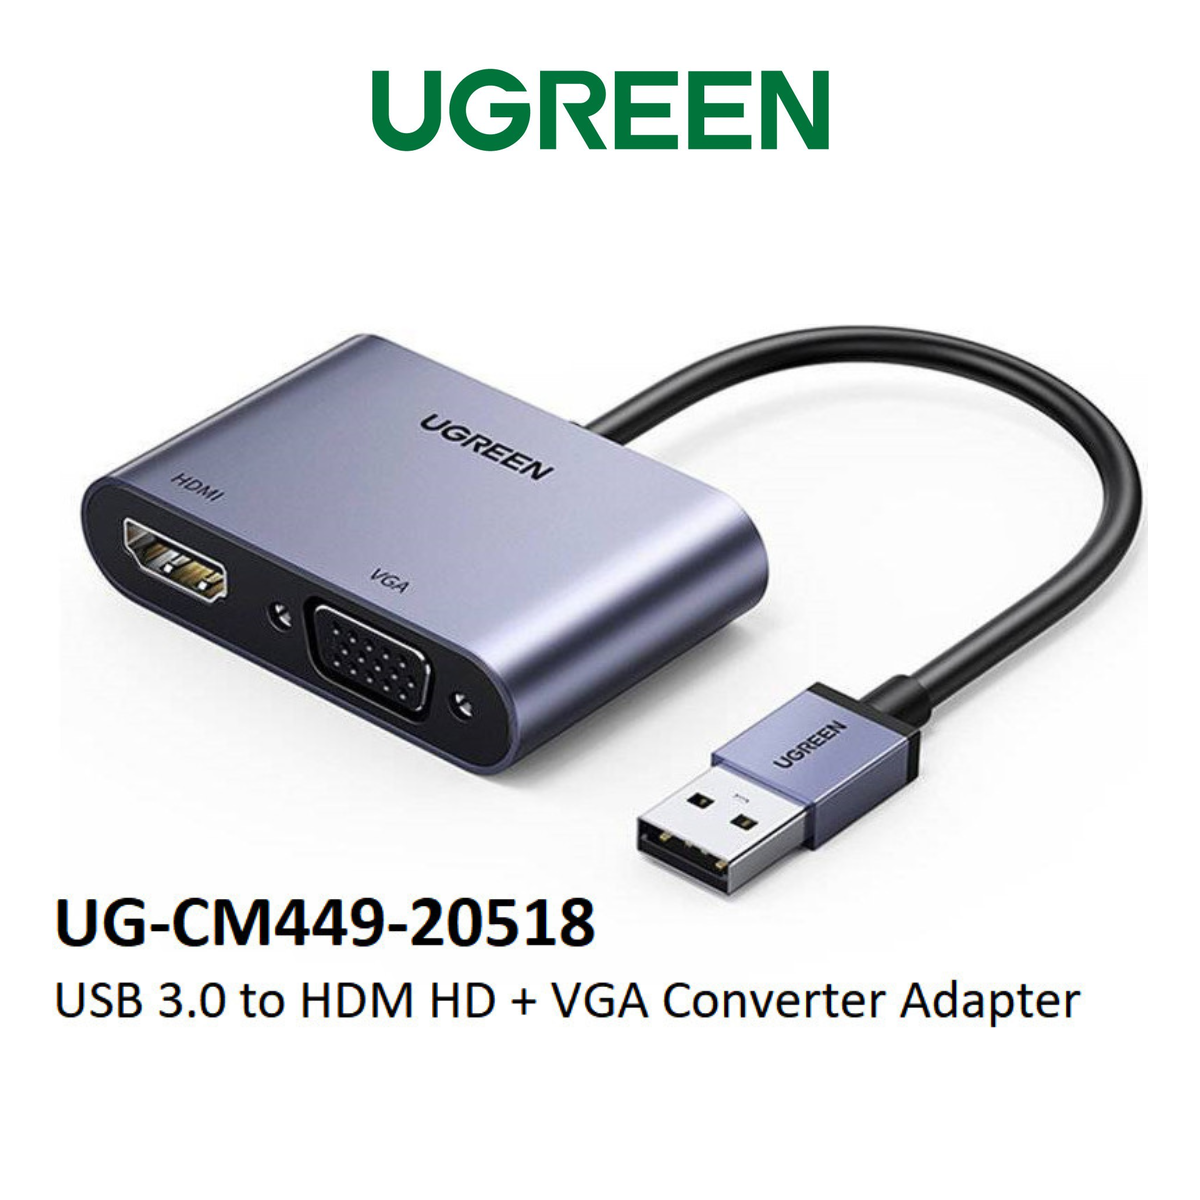 UGREEN
UGREEN
HDMI
VGA
UGREEN
UG-CM449-20518
USB 3.0 to HDM HD + VGA Converter Adapter